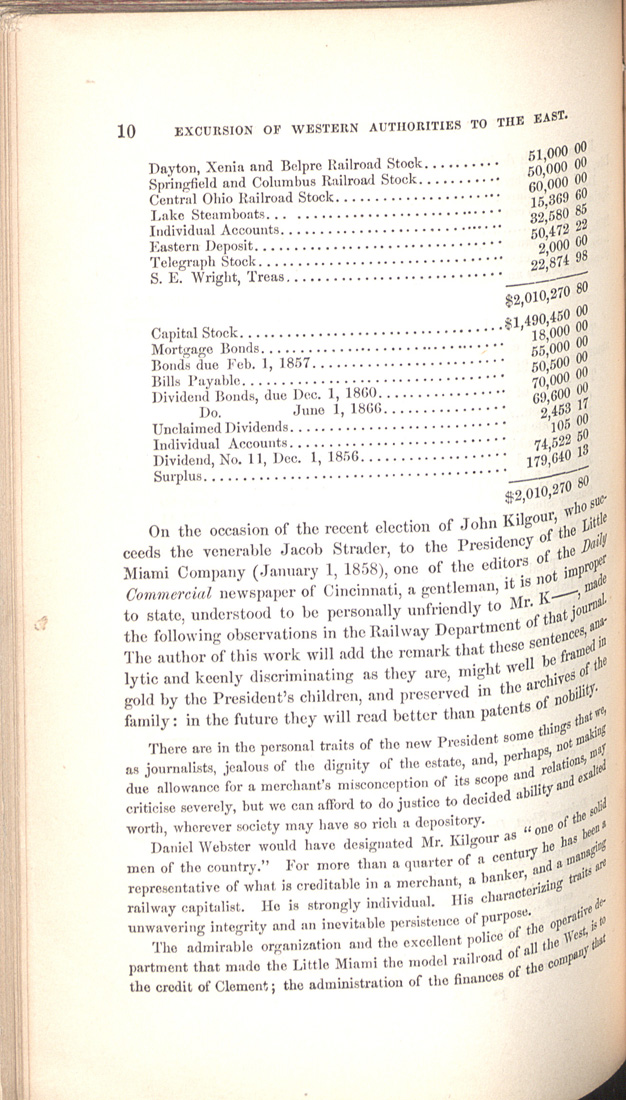 10 EXCURSION OF WESTERN AUTHORITIES TO THE EAST.
Dayton, Xenia and Belpre Railroad Stock.......... 51,000 00
Springfield and Columbus Railroad Stock........... 50,000 00
Central Ohio Railroad Stock..................... 60,000 00
Lake Steamboats... .......................... 15,369 60
Individual Accounts............................ 32,580 85
Eastern Deposit................................ 50,472 22
Telegraph Stock............................... 2,000 00
S. E. Wright, Treas........................... 22,874 98
$2,010,270 80
Capital Stock.................................$1,490,450 00
Mortgage Bonds.............................. 18,000 00
Bonds due Feb. 1, 1857........................ 55,000 00
Bills Payable................................. 50,500 00
Dividend Bonds, due Dec. 1, 1860................ 70,000 00
Do. June 1, 1866............... 69,600 00
Unclaimed Dividends........................... 2,453 17
Individual Accounts........................... 105 00
Dividend, No. 11, Dec. 1, 1856.................. 74,522 50
Surplus...................................... 179,640 13
$2,010,270 80
On the occasion of the recent election of John Kilgour, who suc-
ceeds the venerable Jacob Strader, to the Presidency of the Little
Miami Company (January 1, 1858), one of the editors of the Daily
Commercial newspaper of Cincinnati, a gentleman, it is not improper
to state, understood to be personally unfriendly to Mr. K——, made
the following observations in the Railway Department of that journal.
The author of this work will add the remark that these sentences, ana-
lytic and keenly discriminating as they are, might well be framed in
gold by the President's children, and preserved in the archives of the
family: in the future they will read better than patents of nobility.
There are in the personal traits of the new President some things that we,
as journalists, jealous of the dignity of the estate, and, perhaps, not making
due allowance for a merchant's misconception of its scope and relations, may
criticise severely, but we can afford to do justice to decided ability and exalted
worth, wherever society may have so rich a depository.
Daniel Webster would have designated Mr. Kilgour as "one of the solid
men of the country." For more than a quarter of a century he has been a
representative of what is creditable in a merchant, a banker, and a managing
railway capitalist. He is strongly individual. His characterizing traits are
unwavering integrity and an inevitable persistence of purpose.
The admirable organization and the excellent police of the operative de-
partment that made the Little Miami the model railroad of all the West, is to
the credit of Clement; the administration of the finances of the company that